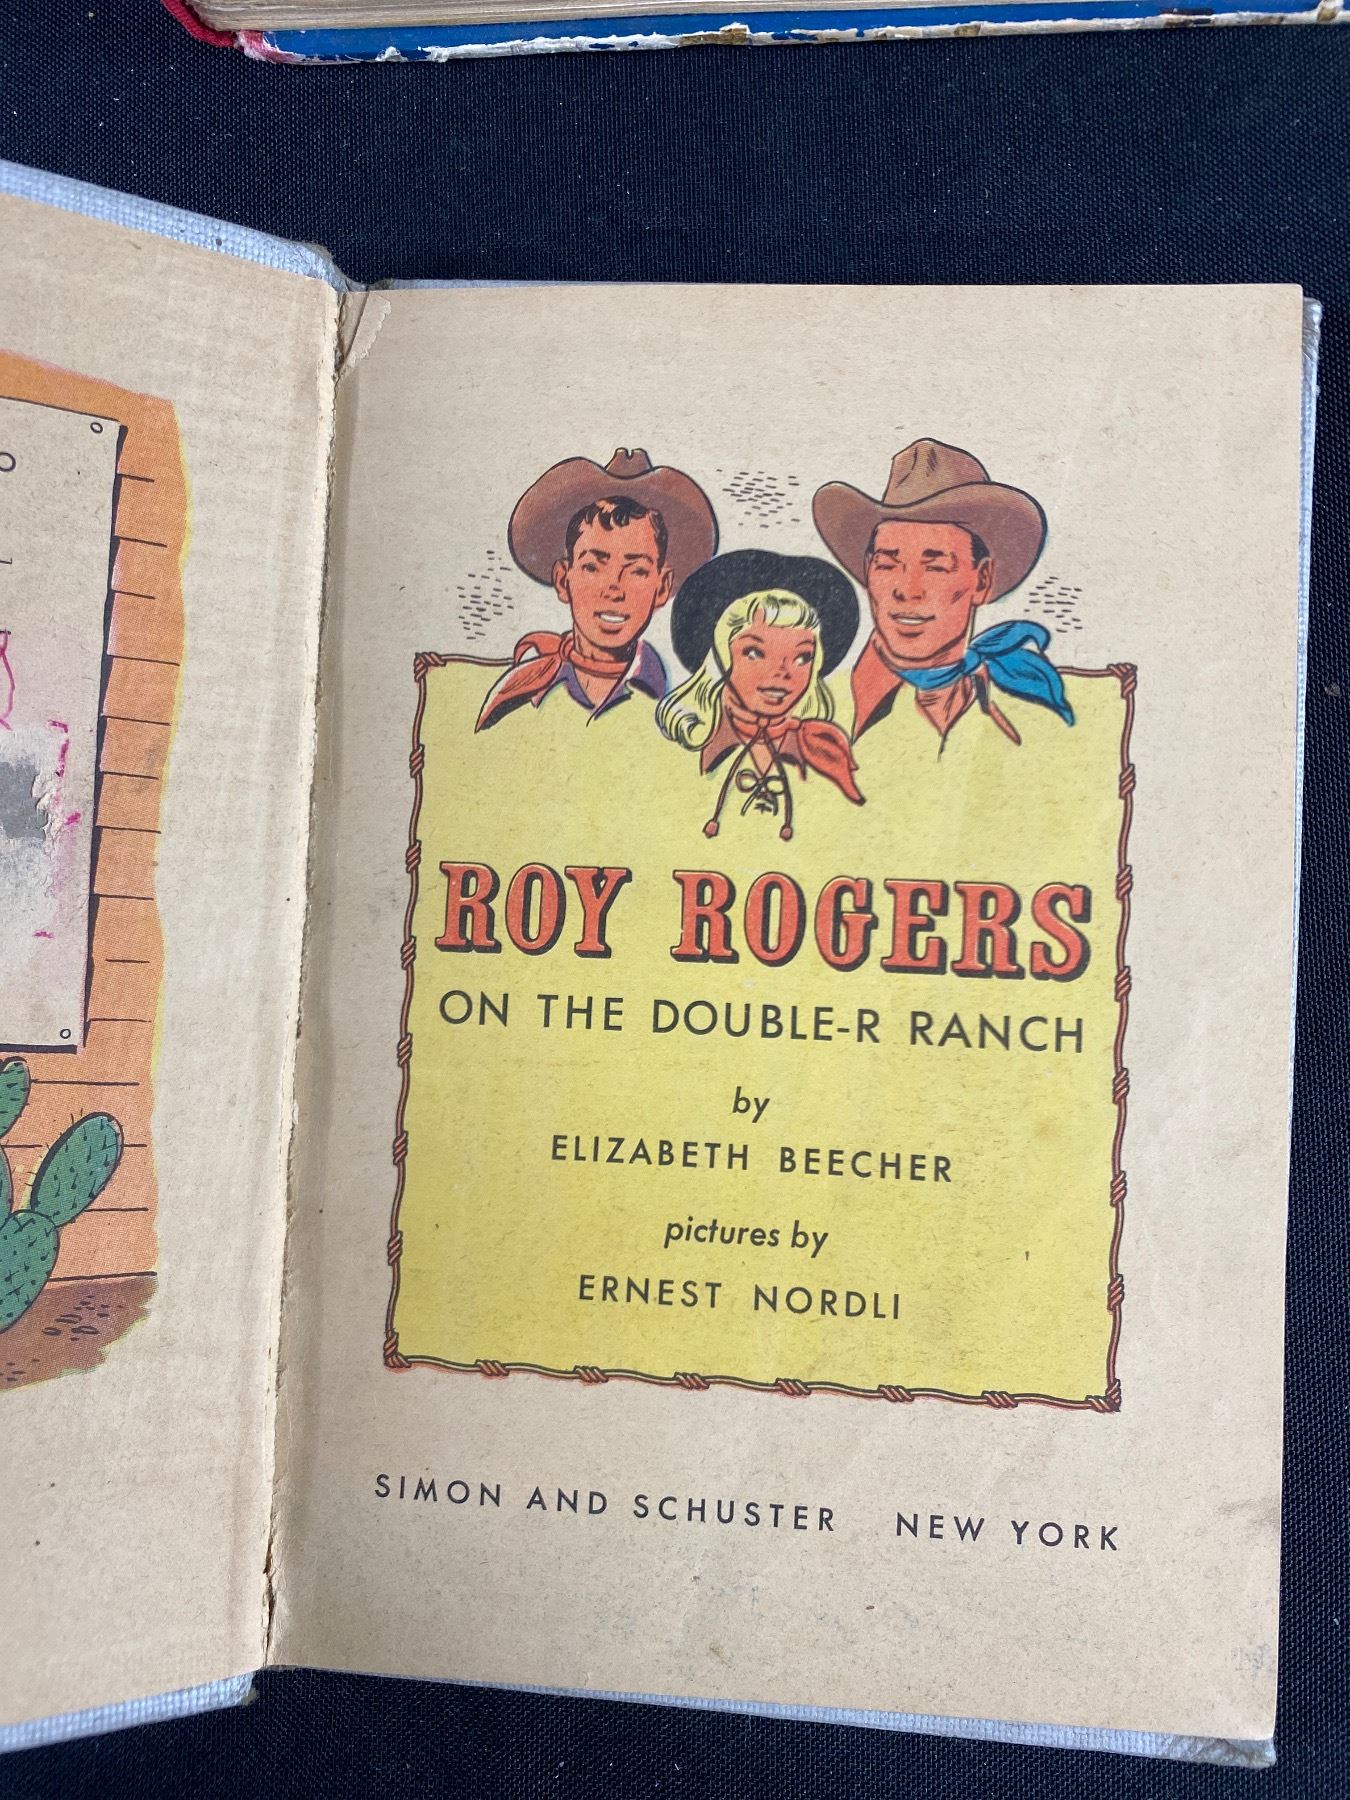 ROY ROGERS
ON THE DOUBLE-R RANCH
by
ELIZABETH BEECHER
pictures by
ERNEST NORDLI
SIMON AND SCHUSTER NEW YORK